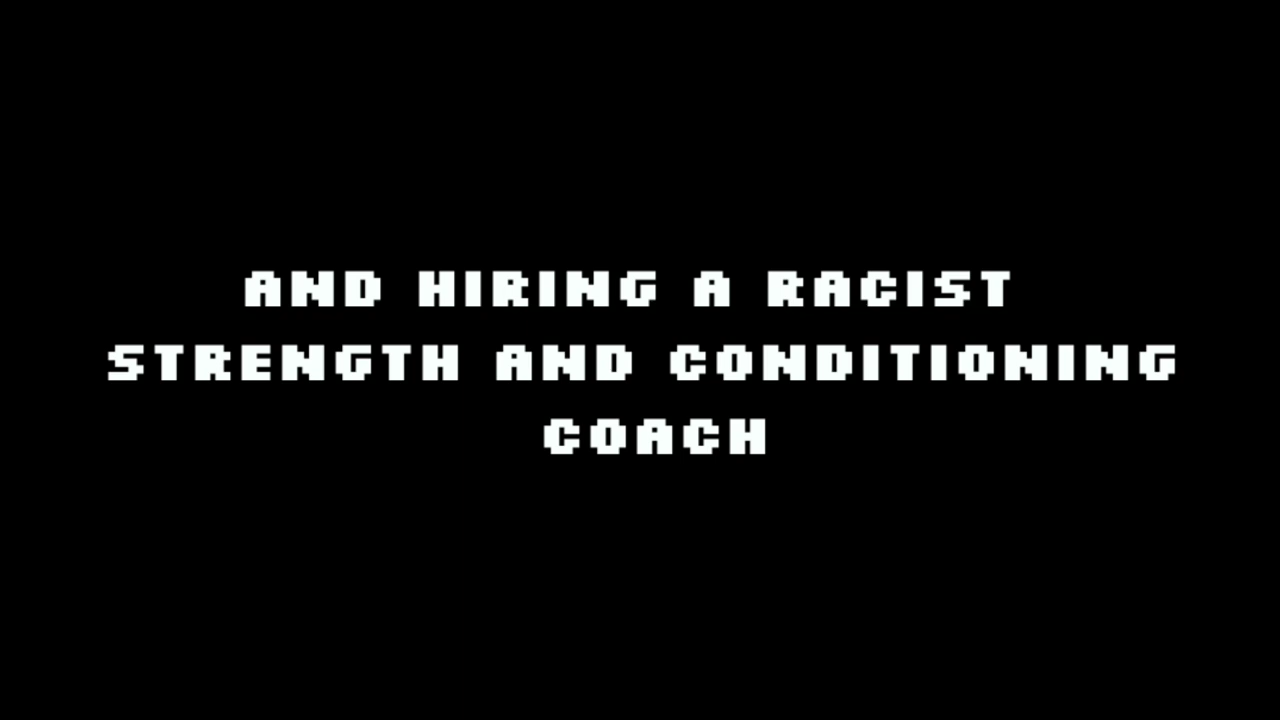 AND HIRING A RACIST
STRENGTH AND CONDITIONING
COACH